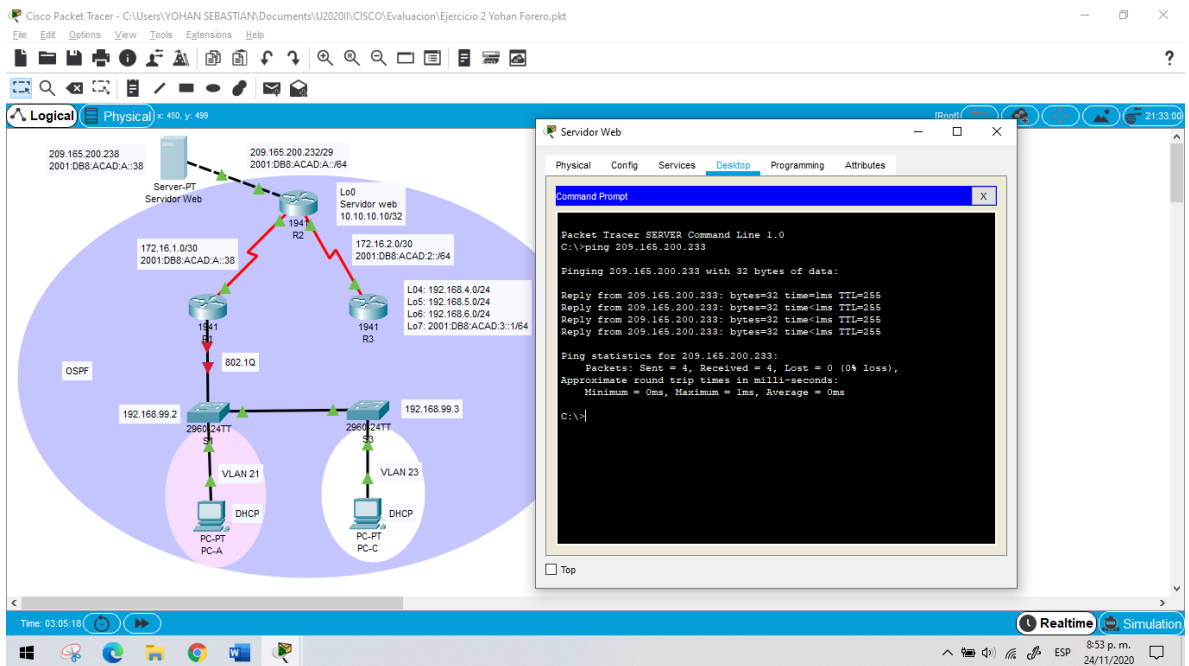 Cisco Packet Tracer - C:\Users\YOHAN SEBASTIAN\Documents\U2020II\CISCO\Evaluacion\Ejercicio 2 Yohan Forero.pkt
File Edit Options View Tools Extensions Help
?
Logical Physical x: 450, y: 499 [Root] 21:33:00
209.165.200.238
2001:DB8:ACAD:A::38
Server-PT
Servidor Web
209.165.200.232/29
2001:DB8:ACAD:A::/64
Lo0
Servidor web
10.10.10.10/32
1941
R2
172.16.1.0/30
2001:DB8:ACAD:A::38
172.16.2.0/30
2001:DB8:ACAD:2::/64
L04: 192.168.4.0/24
Lo5: 192.168.5.0/24
Lo6: 192.168.6.0/24
Lo7: 2001:DB8:ACAD:3::1/64
1941
R1
1941
R3
802.1Q
OSPF
192.168.99.2
192.168.99.3
2960-24TT
S1
2960-24TT
S3
VLAN 21
VLAN 23
DHCP
DHCP
PC-PT
PC-A
PC-PT
PC-C
Servidor Web
Physical Config Services Desktop Programming Attributes
Command Prompt X
Packet Tracer SERVER Command Line 1.0
C:\>ping 209.165.200.233
Pinging 209.165.200.233 with 32 bytes of data:
Reply from 209.165.200.233: bytes=32 time=1ms TTL=255
Reply from 209.165.200.233: bytes=32 time<1ms TTL=255
Reply from 209.165.200.233: bytes=32 time<1ms TTL=255
Reply from 209.165.200.233: bytes=32 time<1ms TTL=255
Ping statistics for 209.165.200.233:
Packets: Sent = 4, Received = 4, Lost = 0 (0% loss),
Approximate round trip times in milli-seconds:
Minimum = 0ms, Maximum = 1ms, Average = 0ms
C:\>
Top
Time: 03:05:18 Realtime Simulation
ESP 8:53 p. m.
24/11/2020